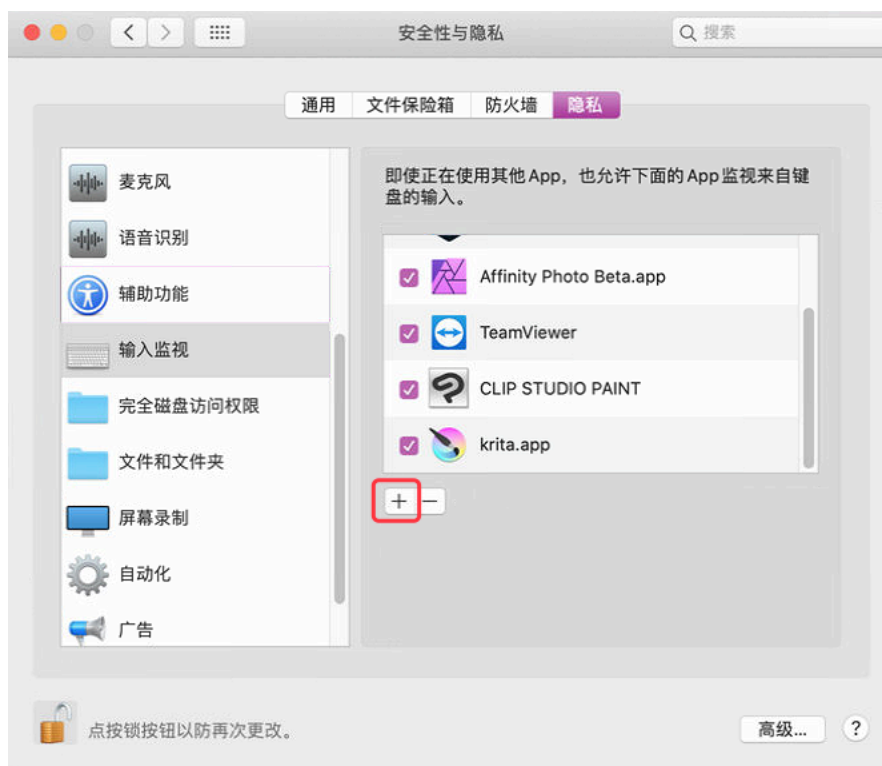 安全性与隐私
搜索
通用 文件保险箱 防火墙 隐私
麦克风
语音识别
辅助功能
输入监视
完全磁盘访问权限
文件和文件夹
屏幕录制
自动化
广告
即使正在使用其他 App，也允许下面的 App 监视来自键
盘的输入。
Affinity Photo Beta.app
TeamViewer
CLIP STUDIO PAINT
krita.app
+ −
点按锁按钮以防再次更改。
高级... ?